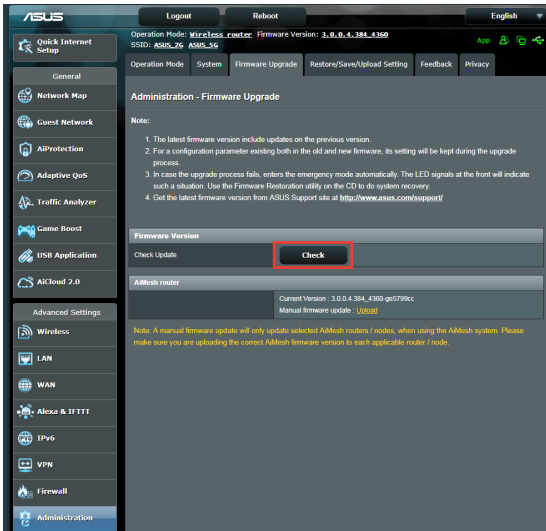 ASUS
Logout
Reboot
English
Quick Internet
Setup
Operation Mode: Wireless router Firmware Version: 3.0.0.4.384_4360
SSID: ASUS_2G ASUS_5G
App
Operation Mode
System
Firmware Upgrade
Restore/Save/Upload Setting
Feedback
Privacy
General
Network Map
Guest Network
AiProtection
Adaptive QoS
Traffic Analyzer
Game Boost
USB Application
AiCloud 2.0
Advanced Settings
Wireless
LAN
WAN
Alexa & IFTTT
IPv6
VPN
Firewall
Administration
Administration - Firmware Upgrade
Note:
1. The latest firmware version include updates on the previous version.
2. For a configuration parameter existing both in the old and new firmware, its setting will be kept during the upgrade
process.
3. In case the upgrade process fails, enters the emergency mode automatically. The LED signals at the front will indicate
such a situation. Use the Firmware Restoration utility on the CD to do system recovery.
4. Get the latest firmware version from ASUS Support site at http://www.asus.com/support/
Firmware Version
Check Update
Check
AiMesh router
Current Version : 3.0.0.4.384_4360-ge5799cc
Manual firmware update : Upload
Note: A manual firmware update will only update selected AiMesh routers / nodes, when using the AiMesh system. Please
make sure you are uploading the correct AiMesh firmware version to each applicable router / node.